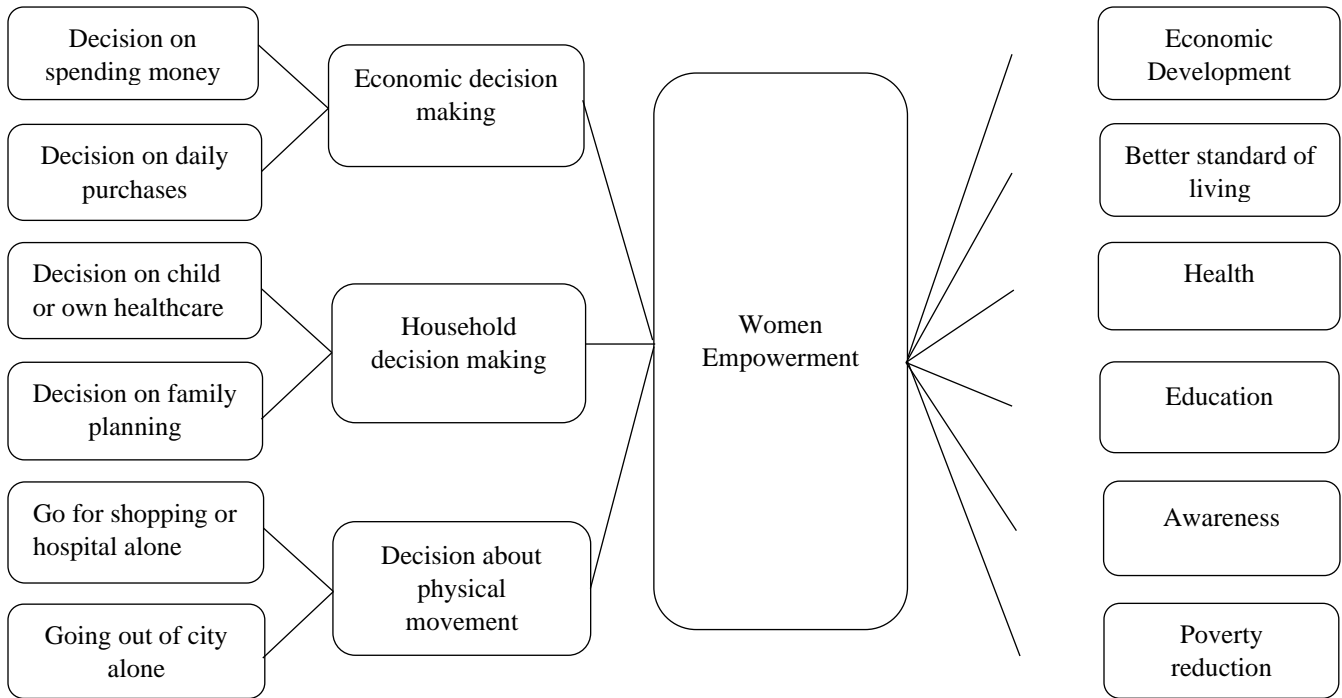 Decision on
spending money
Decision on daily
purchases
Decision on child
or own healthcare
Decision on family
planning
Go for shopping or
hospital alone
Going out of city
alone
Economic decision
making
Household
decision making
Decision about
physical
movement
Women
Empowerment
Economic
Development
Better standard of
living
Health
Education
Awareness
Poverty
reduction